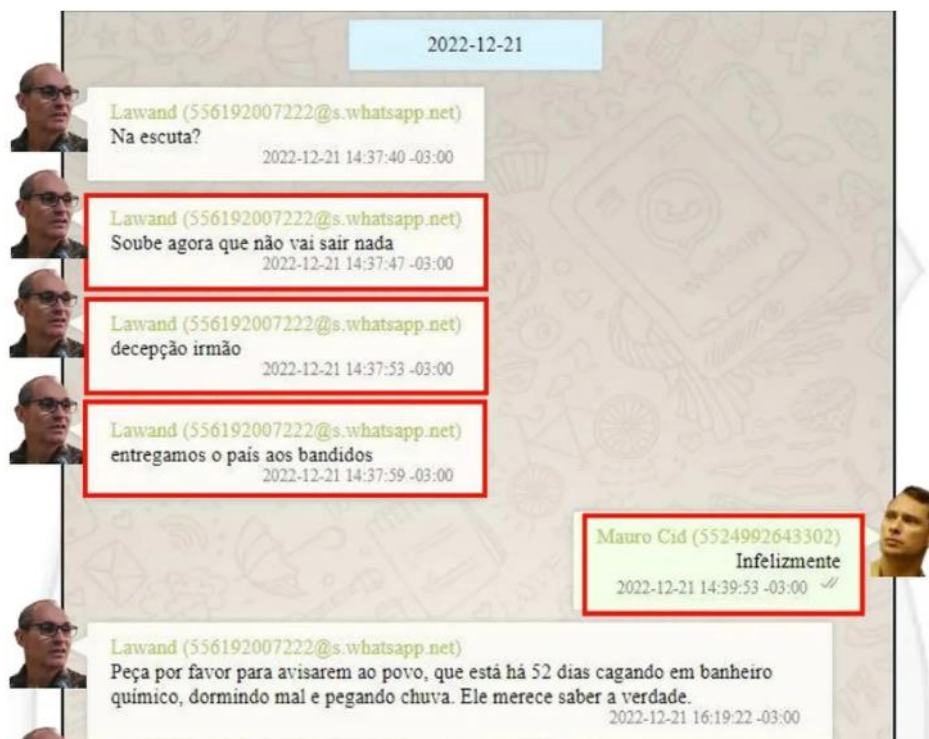 2022-12-21
Lawand (556192007222@s.whatsapp.net)
Na escuta?
2022-12-21 14:37:40 -03:00
Lawand (556192007222@s.whatsapp.net)
Soube agora que não vai sair nada
2022-12-21 14:37:47 -03:00
Lawand (556192007222@s.whatsapp.net)
decepção irmão
2022-12-21 14:37:53 -03:00
Lawand (556192007222@s.whatsapp.net)
entregamos o país aos bandidos
2022-12-21 14:37:59 -03:00
Mauro Cid (5524992643302)
Infelizmente
2022-12-21 14:39:53 -03:00
Lawand (556192007222@s.whatsapp.net)
Peça por favor para avisarem ao povo, que está há 52 dias cagando em banheiro
químico, dormindo mal e pegando chuva. Ele merece saber a verdade.
2022-12-21 16:19:22 -03:00